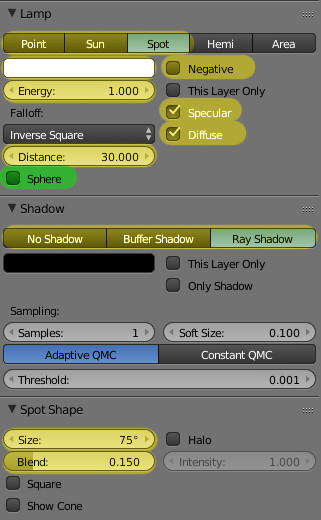 Lamp
Point Sun Spot Hemi Area
Negative
Energy: 1.000 This Layer Only
Falloff: Specular
Inverse Square Diffuse
Distance: 30.000
Sphere
Shadow
No Shadow Buffer Shadow Ray Shadow
This Layer Only
Only Shadow
Sampling:
Samples: 1 Soft Size: 0.100
Adaptive QMC Constant QMC
Threshold: 0.001
Spot Shape
Size: 75° Halo
Blend: 0.150 Intensity: 1.000
Square
Show Cone